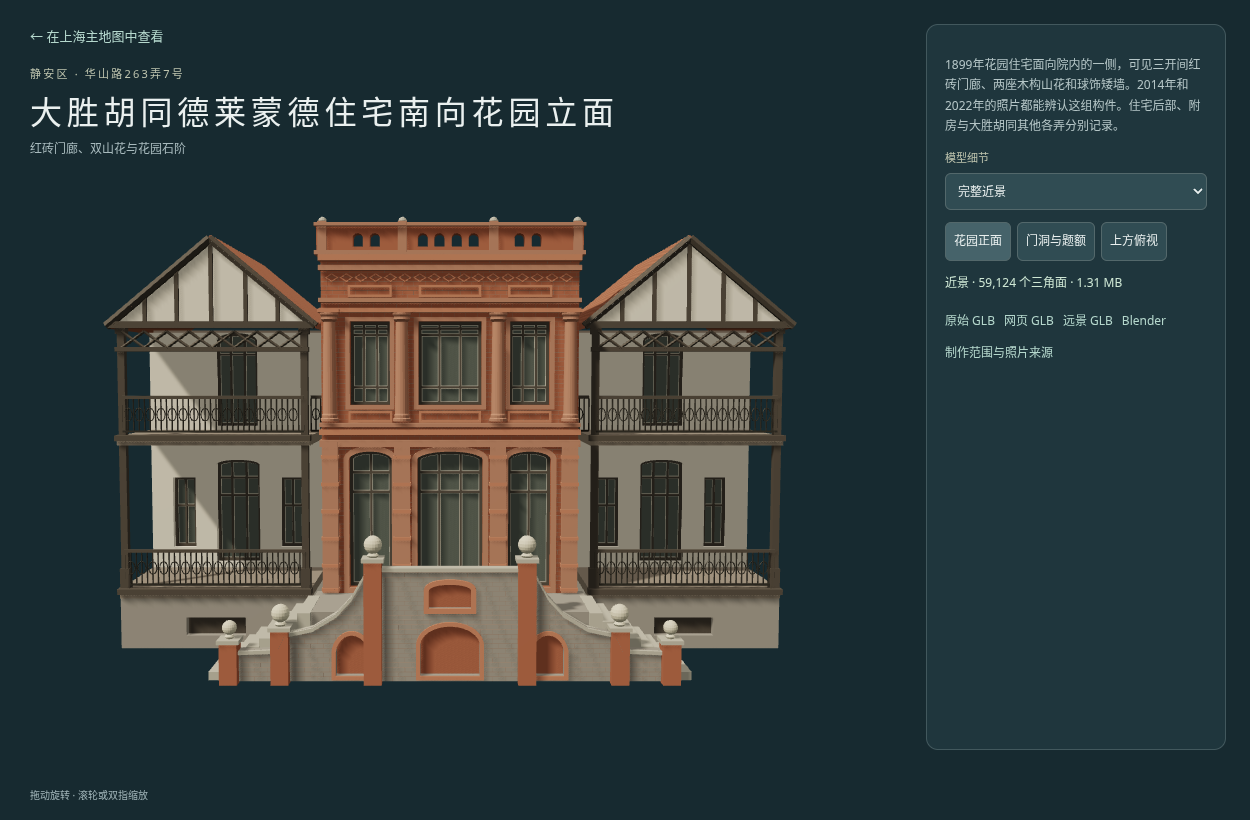 ← 在上海主地图中查看
静安区 · 华山路263弄7号
大胜胡同德莱蒙德住宅南向花园立面
红砖门廊、双山花与花园石阶
1899年花园住宅面向院内的一侧，可见三开间红
砖门廊、两座木构山花和球饰矮墙。2014年和
2022年的照片都能辨认这组构件。住宅后部、附
房与大胜胡同其他各弄分别记录。
模型细节
完整近景
花园正面 门洞与题额 上方俯视
近景 · 59,124 个三角面 · 1.31 MB
原始 GLB 网页 GLB 远景 GLB Blender
制作范围与照片来源
拖动旋转 · 滚轮或双指缩放